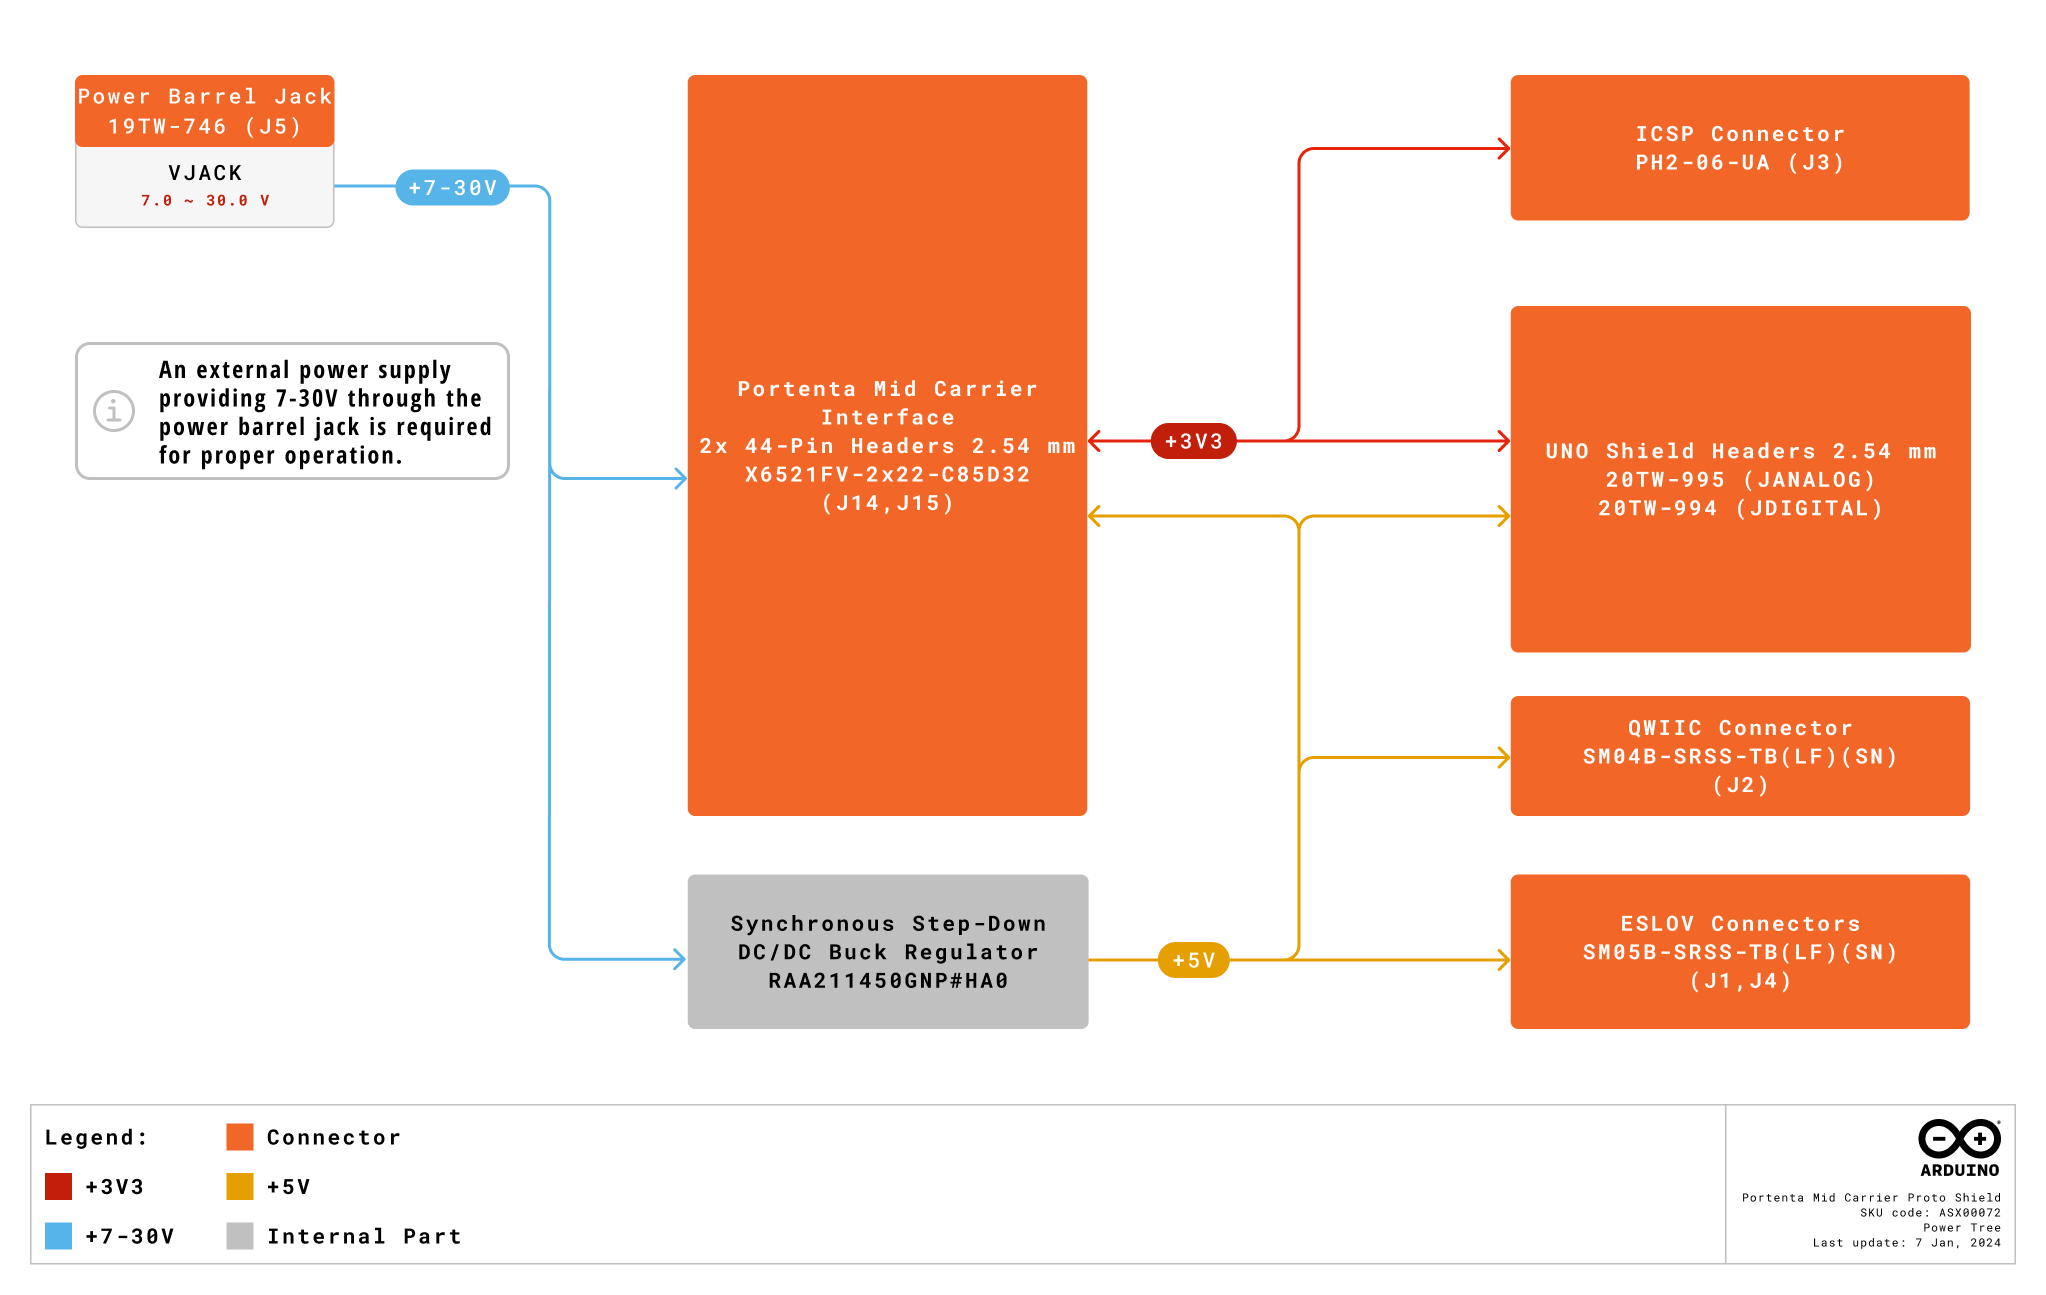 Power Barrel Jack
19TW-746 (J5)
VJACK
7.0 ~ 30.0 V
+7-30V
An external power supply
providing 7-30V through the
power barrel jack is required
for proper operation.
Portenta Mid Carrier
Interface
2x 44-Pin Headers 2.54 mm
X6521FV-2x22-C85D32
(J14,J15)
+3V3
ICSP Connector
PH2-06-UA (J3)
UNO Shield Headers 2.54 mm
20TW-995 (JANALOG)
20TW-994 (JDIGITAL)
QWIIC Connector
SM04B-SRSS-TB(LF)(SN)
(J2)
Synchronous Step-Down
DC/DC Buck Regulator
RAA211450GNP#HA0
+5V
ESLOV Connectors
SM05B-SRSS-TB(LF)(SN)
(J1,J4)
Legend:
Connector
+3V3
+5V
+7-30V
Internal Part
ARDUINO
Portenta Mid Carrier Proto Shield
SKU code: ASX00072
Power Tree
Last update: 7 Jan, 2024